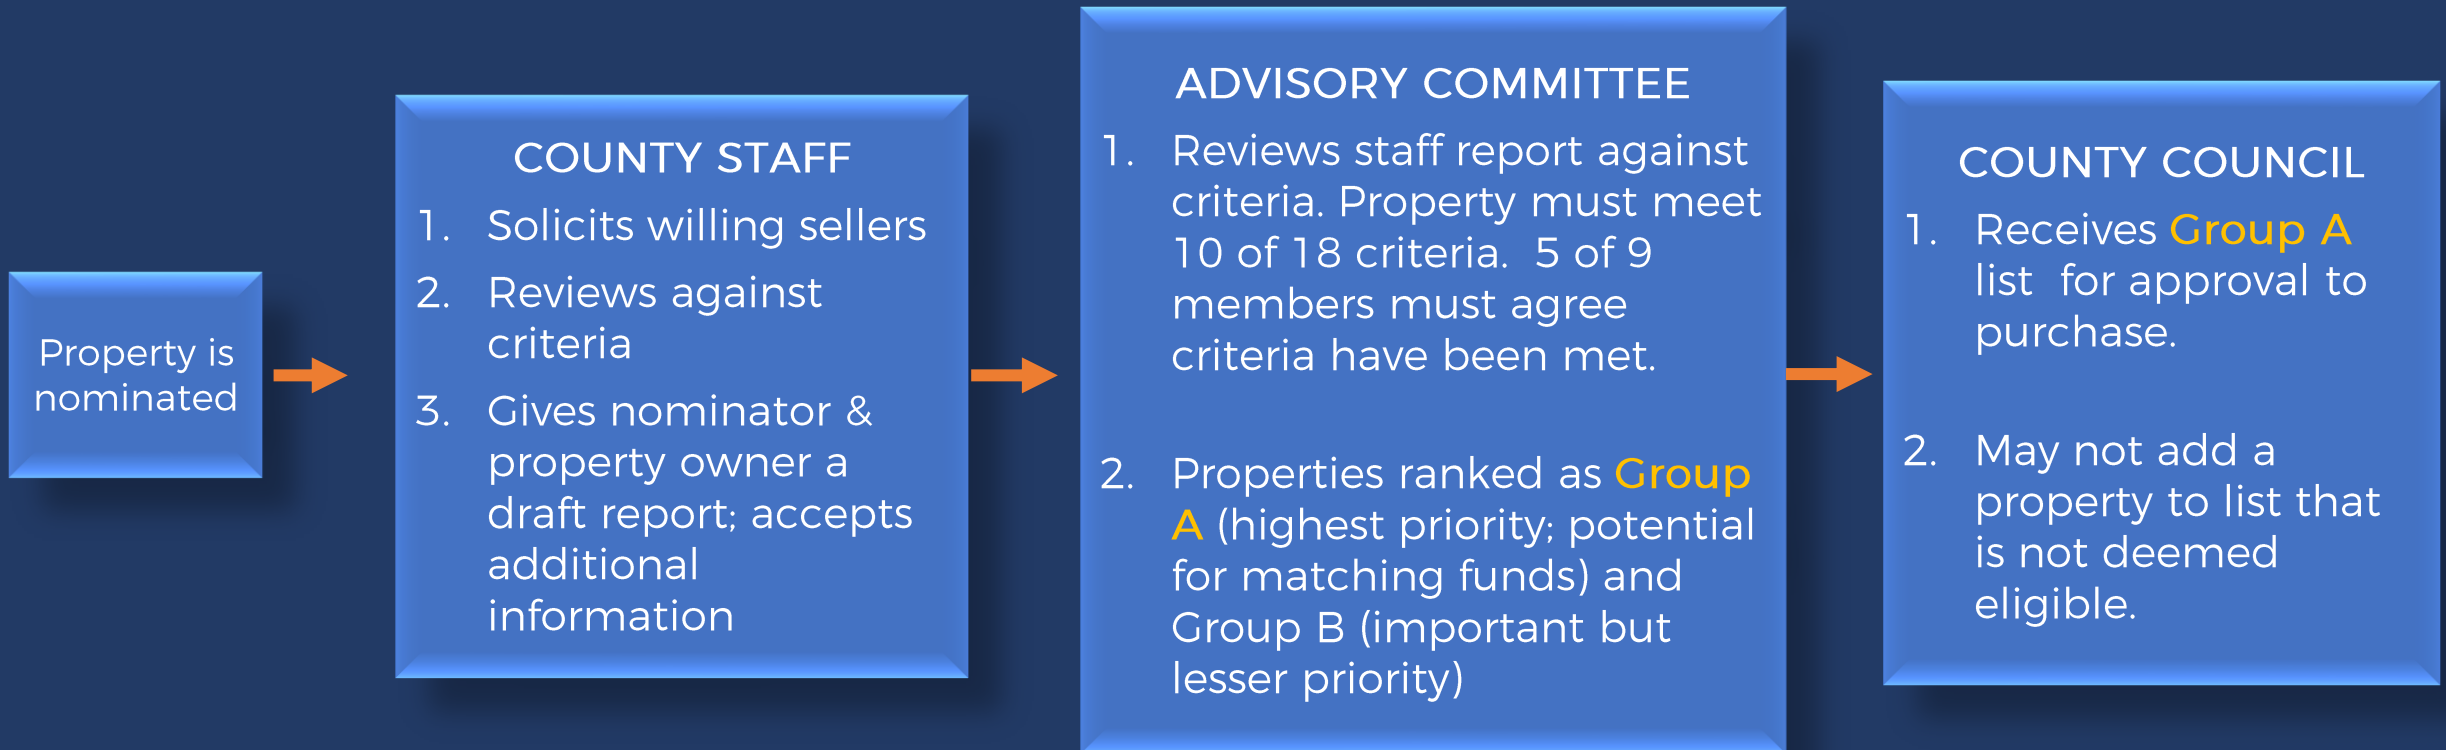 Property is
nominated
COUNTY STAFF
1. Solicits willing sellers
2. Reviews against
criteria
3. Gives nominator &
property owner a
draft report; accepts
additional
information
ADVISORY COMMITTEE
1. Reviews staff report against
criteria. Property must meet
10 of 18 criteria.  5 of 9
members must agree
criteria have been met.
2. Properties ranked as Group
A (highest priority; potential
for matching funds) and
Group B (important but
lesser priority)
COUNTY COUNCIL
1. Receives Group A
list  for approval to
purchase.
2. May not add a
property to list that
is not deemed
eligible.